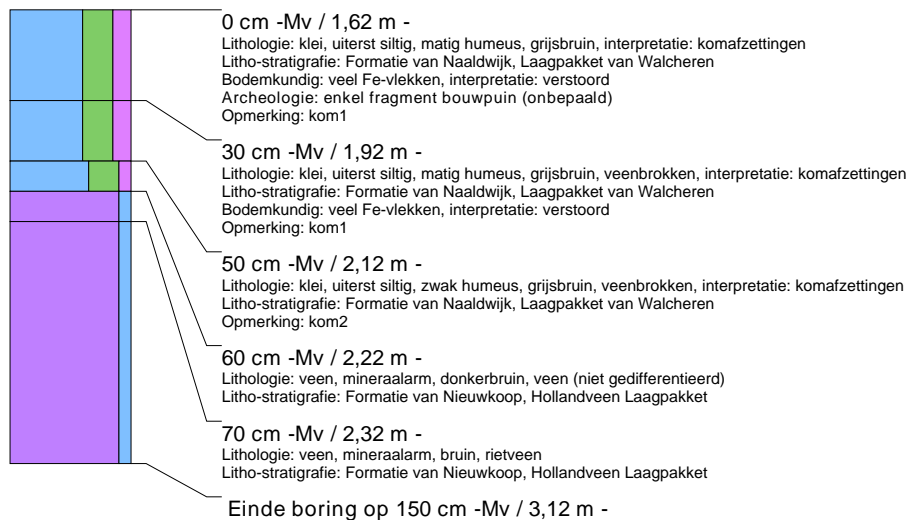 0 cm -Mv / 1,62 m -
Lithologie: klei, uiterst siltig, matig humeus, grijsbruin, interpretatie: komafzettingen
Litho-stratigrafie: Formatie van Naaldwijk, Laagpakket van Walcheren
Bodemkundig: veel Fe-vlekken, interpretatie: verstoord
Archeologie: enkel fragment bouwpuin (onbepaald)
Opmerking: kom1
30 cm -Mv / 1,92 m -
Lithologie: klei, uiterst siltig, matig humeus, grijsbruin, veenbrokken, interpretatie: komafzettingen
Litho-stratigrafie: Formatie van Naaldwijk, Laagpakket van Walcheren
Bodemkundig: veel Fe-vlekken, interpretatie: verstoord
Opmerking: kom1
50 cm -Mv / 2,12 m -
Lithologie: klei, uiterst siltig, zwak humeus, grijsbruin, veenbrokken, interpretatie: komafzettingen
Litho-stratigrafie: Formatie van Naaldwijk, Laagpakket van Walcheren
Opmerking: kom2
60 cm -Mv / 2,22 m -
Lithologie: veen, mineraalarm, donkerbruin, veen (niet gedifferentieerd)
Litho-stratigrafie: Formatie van Nieuwkoop, Hollandveen Laagpakket
70 cm -Mv / 2,32 m -
Lithologie: veen, mineraalarm, bruin, rietveen
Litho-stratigrafie: Formatie van Nieuwkoop, Hollandveen Laagpakket
Einde boring op 150 cm -Mv / 3,12 m -